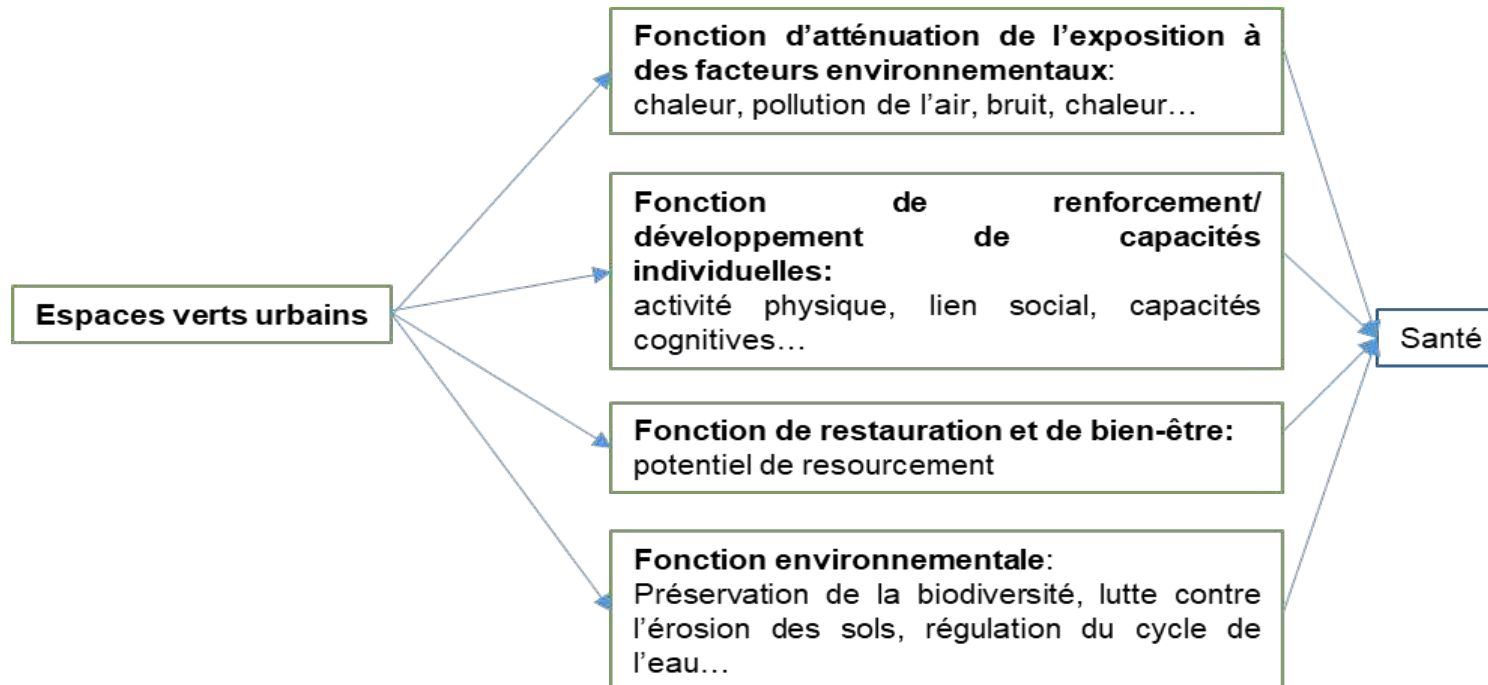 Fonction d’atténuation de l’exposition à
des facteurs environnementaux:
chaleur, pollution de l’air, bruit, chaleur…
Fonction de renforcement/
développement de capacités
individuelles:
activité physique, lien social, capacités
cognitives…
Espaces verts urbains
Santé
Fonction de restauration et de bien-être:
potentiel de resourcement
Fonction environnementale:
Préservation de la biodiversité, lutte contre
l’érosion des sols, régulation du cycle de
l’eau…